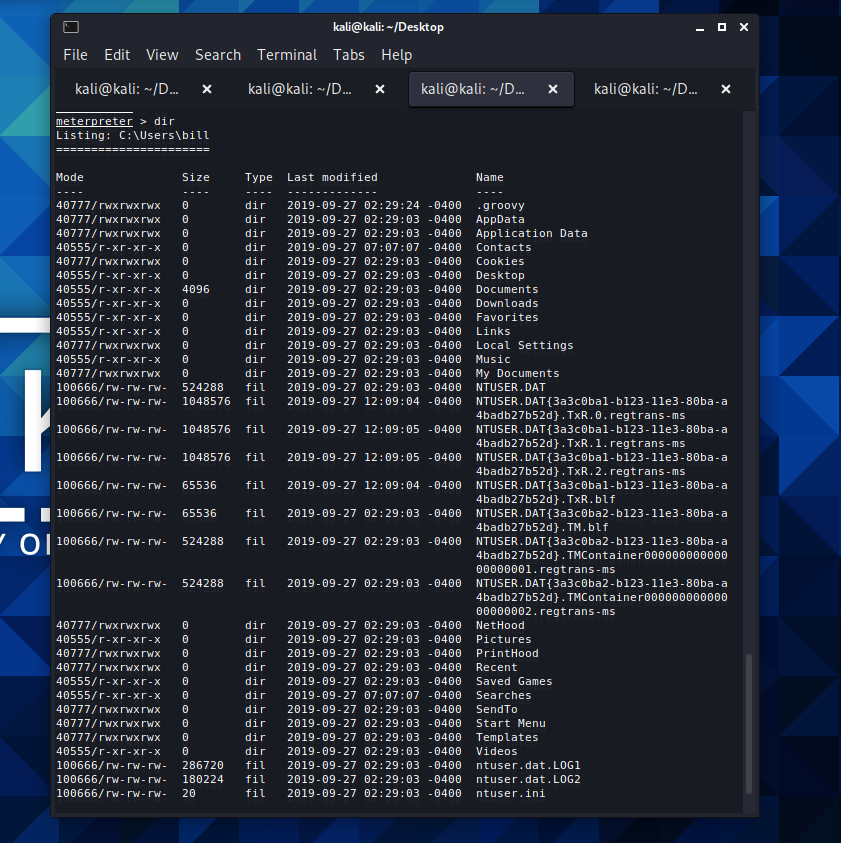 kali@kali: ~/Desktop
File Edit View Search Terminal Tabs Help
kali@kali: ~/D... kali@kali: ~/D... kali@kali: ~/D... kali@kali: ~/D...
meterpreter > dir
Listing: C:\Users\bill
======================
Mode Size Type Last modified Name
---- ---- ---- ------------- ----
40777/rwxrwxrwx 0 dir 2019-09-27 02:29:24 -0400 .groovy
40777/rwxrwxrwx 0 dir 2019-09-27 02:29:03 -0400 AppData
40777/rwxrwxrwx 0 dir 2019-09-27 02:29:03 -0400 Application Data
40555/r-xr-xr-x 0 dir 2019-09-27 07:07:07 -0400 Contacts
40777/rwxrwxrwx 0 dir 2019-09-27 02:29:03 -0400 Cookies
40555/r-xr-xr-x 0 dir 2019-09-27 02:29:03 -0400 Desktop
40555/r-xr-xr-x 4096 dir 2019-09-27 02:29:03 -0400 Documents
40555/r-xr-xr-x 0 dir 2019-09-27 02:29:03 -0400 Downloads
40555/r-xr-xr-x 0 dir 2019-09-27 02:29:03 -0400 Favorites
40555/r-xr-xr-x 0 dir 2019-09-27 02:29:03 -0400 Links
40777/rwxrwxrwx 0 dir 2019-09-27 02:29:03 -0400 Local Settings
40555/r-xr-xr-x 0 dir 2019-09-27 02:29:03 -0400 Music
40777/rwxrwxrwx 0 dir 2019-09-27 02:29:03 -0400 My Documents
100666/rw-rw-rw- 524288 fil 2019-09-27 02:29:03 -0400 NTUSER.DAT
100666/rw-rw-rw- 1048576 fil 2019-09-27 12:09:04 -0400 NTUSER.DAT{3a3c0ba1-b123-11e3-80ba-a
4badb27b52d}.TxR.0.regtrans-ms
100666/rw-rw-rw- 1048576 fil 2019-09-27 12:09:05 -0400 NTUSER.DAT{3a3c0ba1-b123-11e3-80ba-a
4badb27b52d}.TxR.1.regtrans-ms
100666/rw-rw-rw- 1048576 fil 2019-09-27 12:09:05 -0400 NTUSER.DAT{3a3c0ba1-b123-11e3-80ba-a
4badb27b52d}.TxR.2.regtrans-ms
100666/rw-rw-rw- 65536 fil 2019-09-27 12:09:04 -0400 NTUSER.DAT{3a3c0ba1-b123-11e3-80ba-a
4badb27b52d}.TxR.blf
100666/rw-rw-rw- 65536 fil 2019-09-27 02:29:03 -0400 NTUSER.DAT{3a3c0ba2-b123-11e3-80ba-a
4badb27b52d}.TM.blf
100666/rw-rw-rw- 524288 fil 2019-09-27 02:29:03 -0400 NTUSER.DAT{3a3c0ba2-b123-11e3-80ba-a
4badb27b52d}.TMContainer000000000000
00000001.regtrans-ms
100666/rw-rw-rw- 524288 fil 2019-09-27 02:29:03 -0400 NTUSER.DAT{3a3c0ba2-b123-11e3-80ba-a
4badb27b52d}.TMContainer000000000000
00000002.regtrans-ms
40777/rwxrwxrwx 0 dir 2019-09-27 02:29:03 -0400 NetHood
40555/r-xr-xr-x 0 dir 2019-09-27 02:29:03 -0400 Pictures
40777/rwxrwxrwx 0 dir 2019-09-27 02:29:03 -0400 PrintHood
40777/rwxrwxrwx 0 dir 2019-09-27 02:29:03 -0400 Recent
40555/r-xr-xr-x 0 dir 2019-09-27 02:29:03 -0400 Saved Games
40555/r-xr-xr-x 0 dir 2019-09-27 07:07:07 -0400 Searches
40777/rwxrwxrwx 0 dir 2019-09-27 02:29:03 -0400 SendTo
40777/rwxrwxrwx 0 dir 2019-09-27 02:29:03 -0400 Start Menu
40777/rwxrwxrwx 0 dir 2019-09-27 02:29:03 -0400 Templates
40555/r-xr-xr-x 0 dir 2019-09-27 02:29:03 -0400 Videos
100666/rw-rw-rw- 286720 fil 2019-09-27 02:29:03 -0400 ntuser.dat.LOG1
100666/rw-rw-rw- 180224 fil 2019-09-27 02:29:03 -0400 ntuser.dat.LOG2
100666/rw-rw-rw- 20 fil 2019-09-27 02:29:03 -0400 ntuser.ini